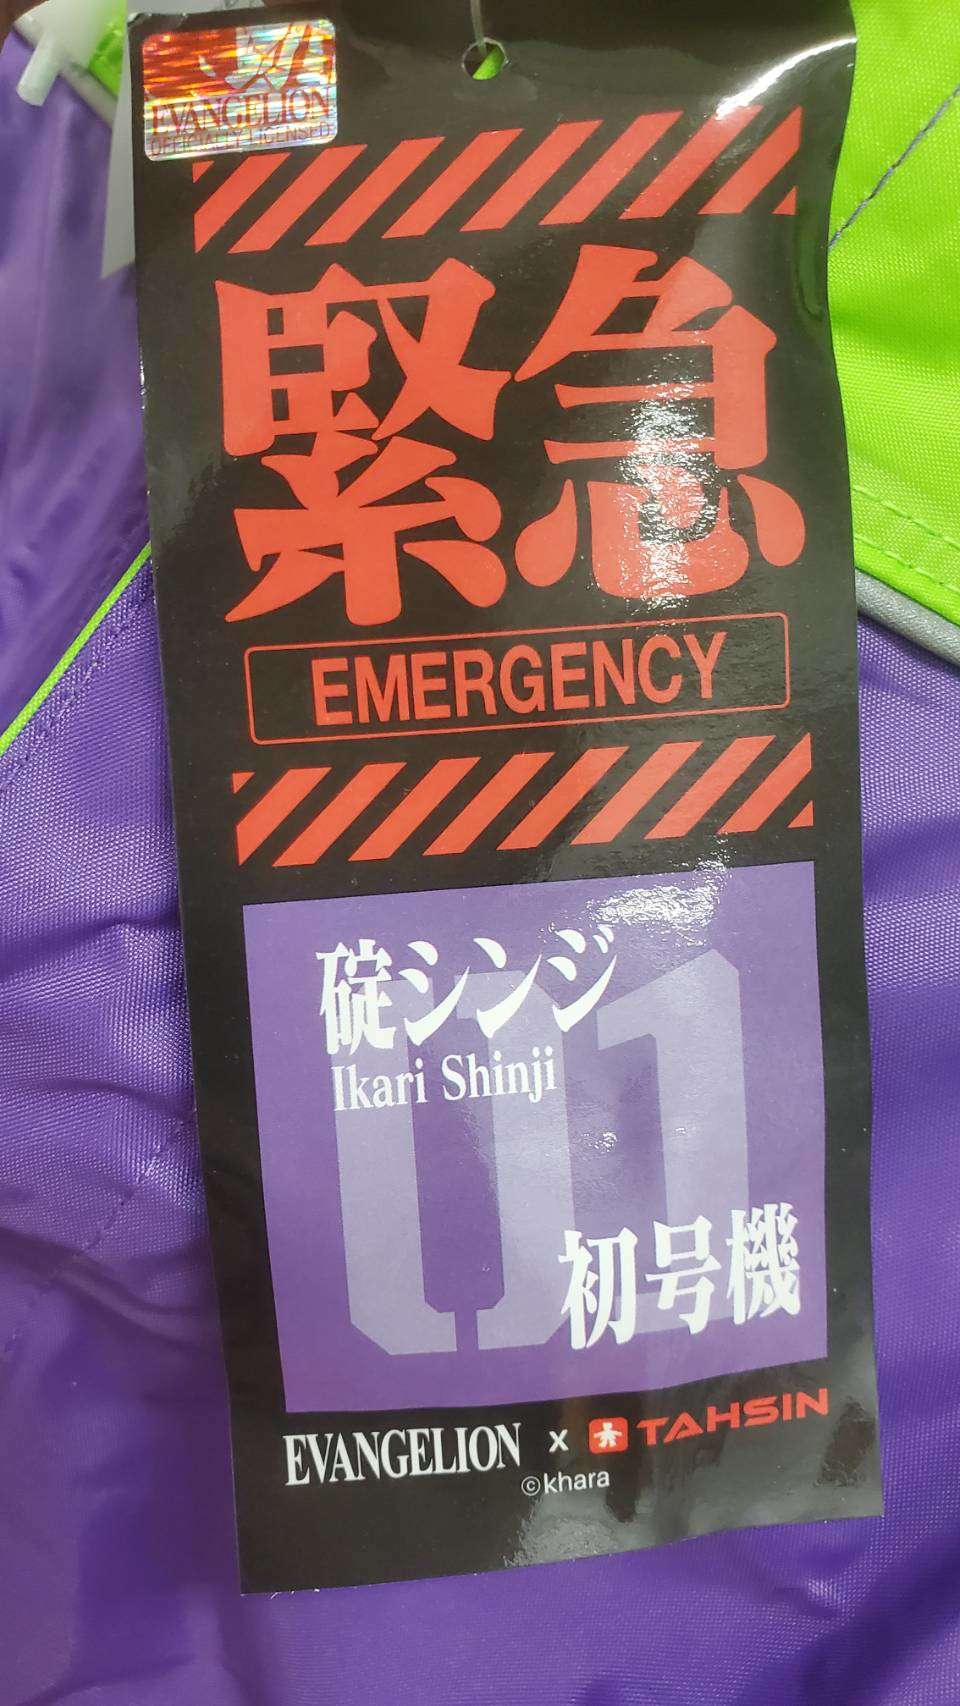 EVANGELION
OFFICIALLY LICENSED
緊急
EMERGENCY
碇シンジ
Ikari Shinji
01
初号機
EVANGELION x TAHSIN
©khara